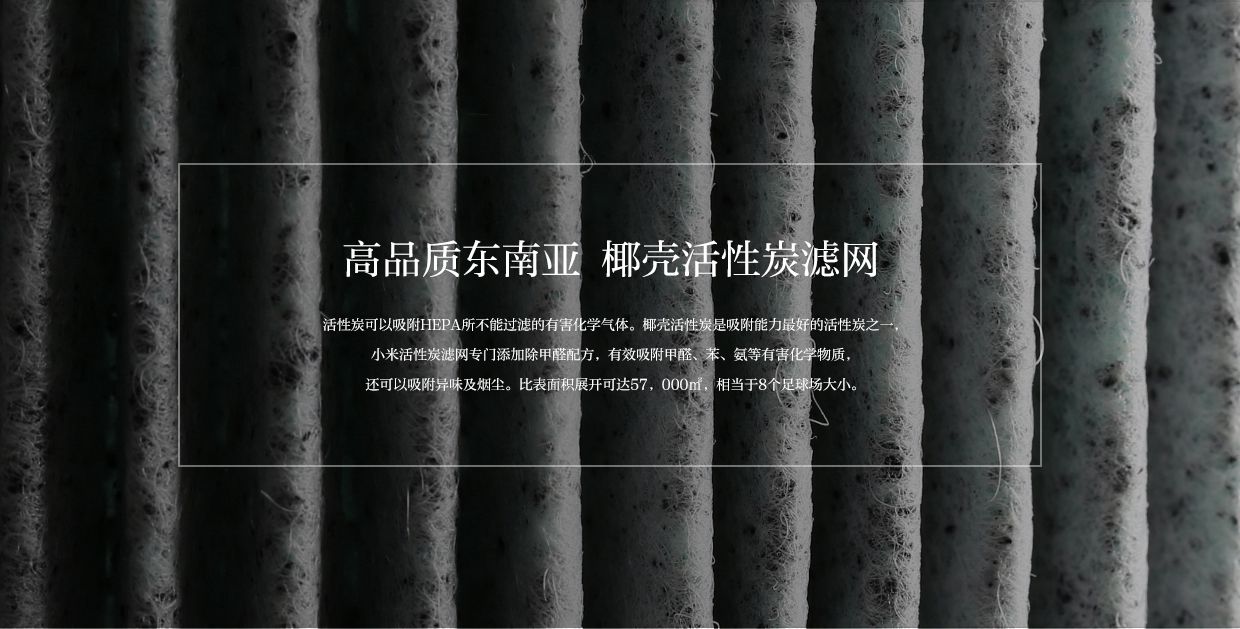 高品质东南亚 椰壳活性炭滤网
活性炭可以吸附HEPA所不能过滤的有害化学气体。椰壳活性炭是吸附能力最好的活性炭之一，
小米活性炭滤网专门添加除甲醛配方，有效吸附甲醛、苯、氨等有害化学物质，
还可以吸附异味及烟尘。比表面积展开可达57，000㎡，相当于8个足球场大小。